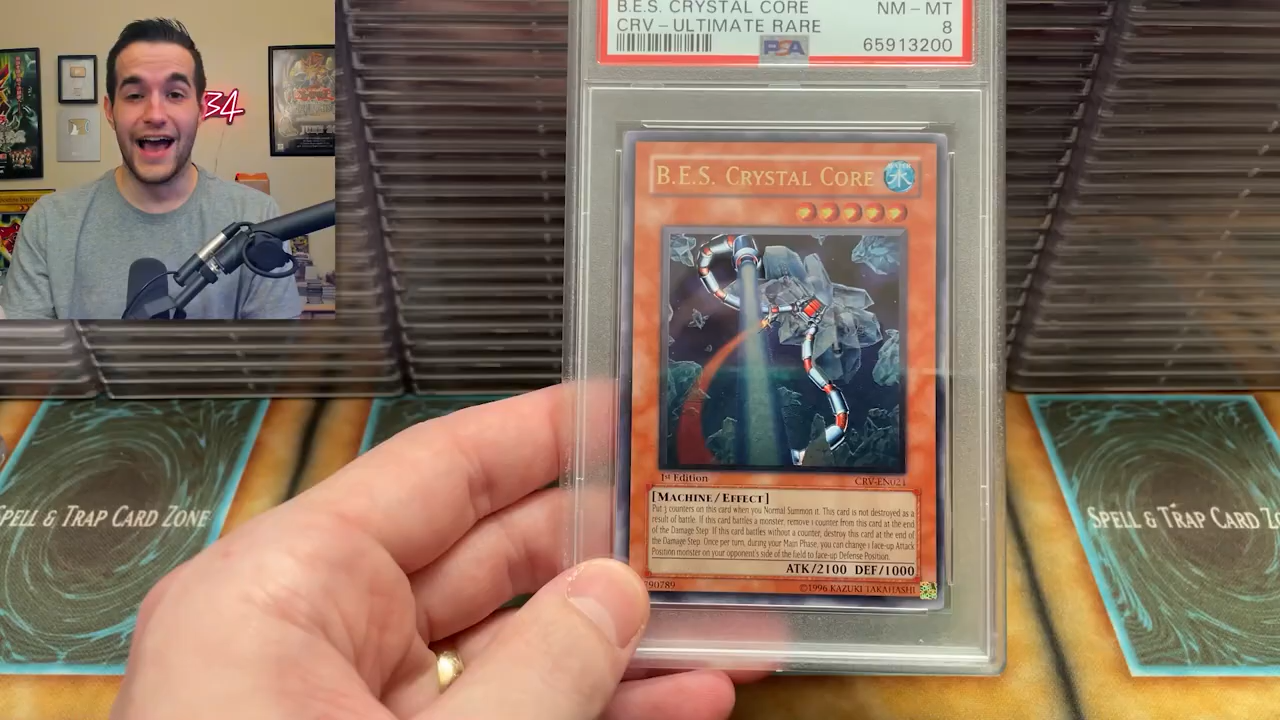 B.E.S. CRYSTAL CORE NM - MT
CRV - ULTIMATE RARE 8
PSA 65913200
34
B.E.S. CRYSTAL CORE
WATER
水
1st Edition CRV-EN021
[MACHINE/EFFECT]
Put 3 counters on this card when you Normal Summon it. This card is not destroyed as a
result of battle. If this card battles a monster, remove 1 counter from this card at the end
of the Damage Step. If this card battles without a counter, destroy this card at the end of
the Damage Step. Once per turn, during your Main Phase, you can change 1 face-up Attack
Position monster on your opponent's side of the field to face-up Defense Position.
ATK/2100 DEF/1000
90789 ©1996 KAZUKI TAKAHASHI
SPELL & TRAP CARD ZONE
SPELL & TRAP CARD